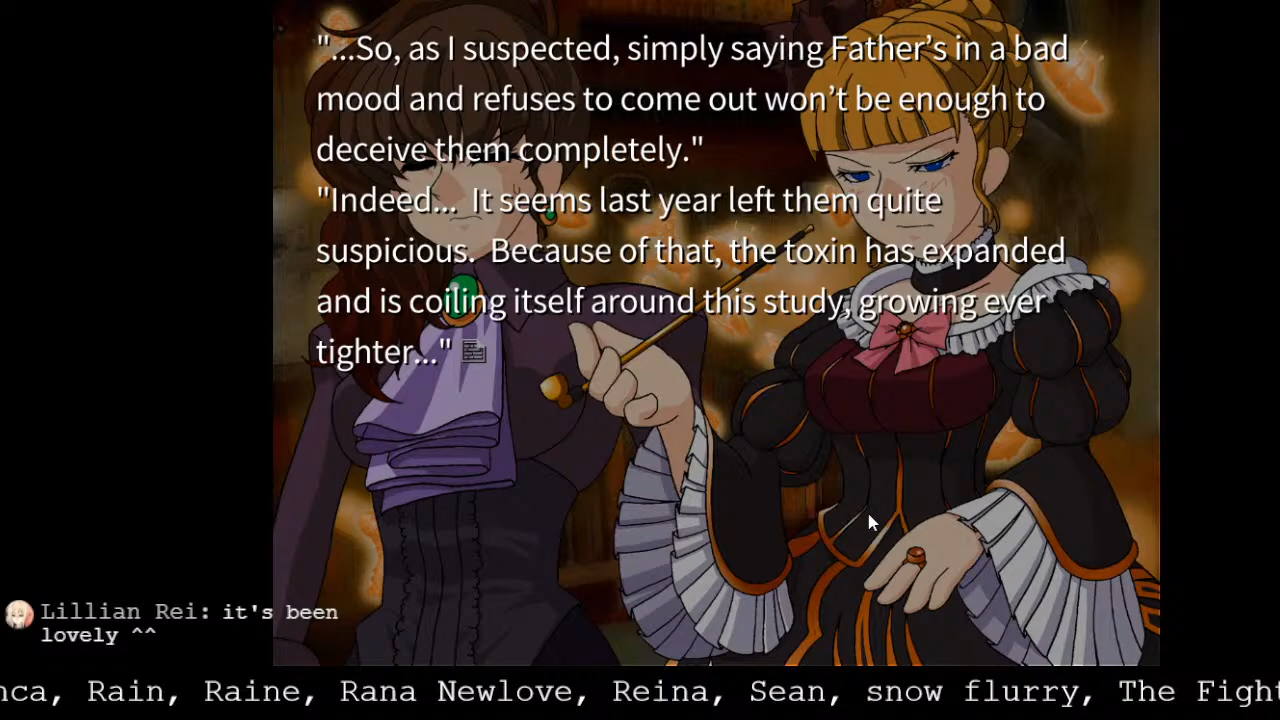 "...So, as I suspected, simply saying Father’s in a bad
mood and refuses to come out won’t be enough to
deceive them completely."
"Indeed...  It seems last year left them quite
suspicious.  Because of that, the toxin has expanded
and is coiling itself around this study, growing ever
tighter..."
Lillian Rei: it's been
lovely ^^
nca, Rain, Raine, Rana Newlove, Reina, Sean, snow flurry, The Fight